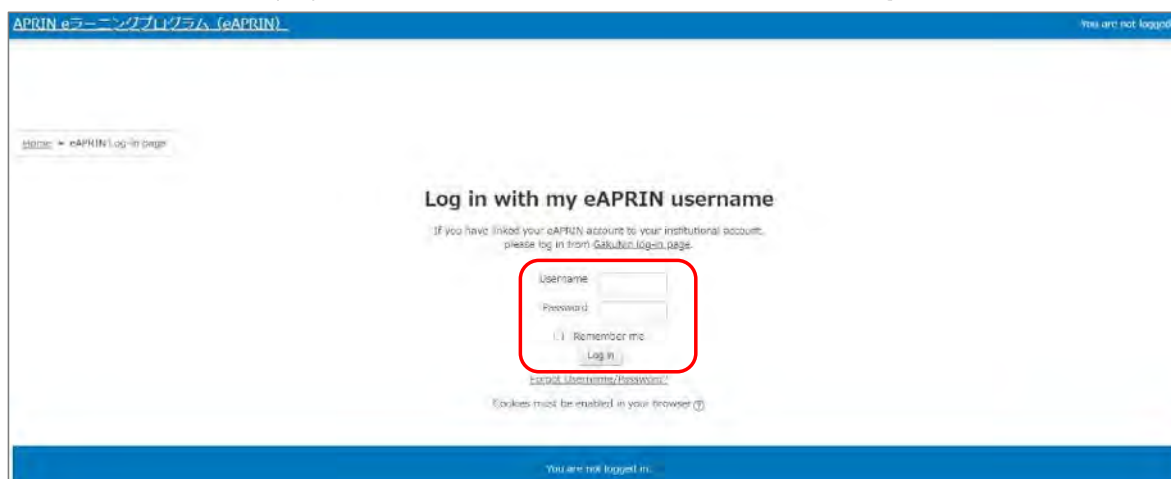 APRIN eラーニングプログラム (eAPRIN)
You are not logged
Home ► eAPRIN Log-in page
Log in with my eAPRIN username
If you have linked your eAPRIN account to your institutional account,
please log in from GakuNin log-in page.
Username
Password
Remember me
Log in
Forgot Username/Password?
Cookies must be enabled in your browser
You are not logged in.